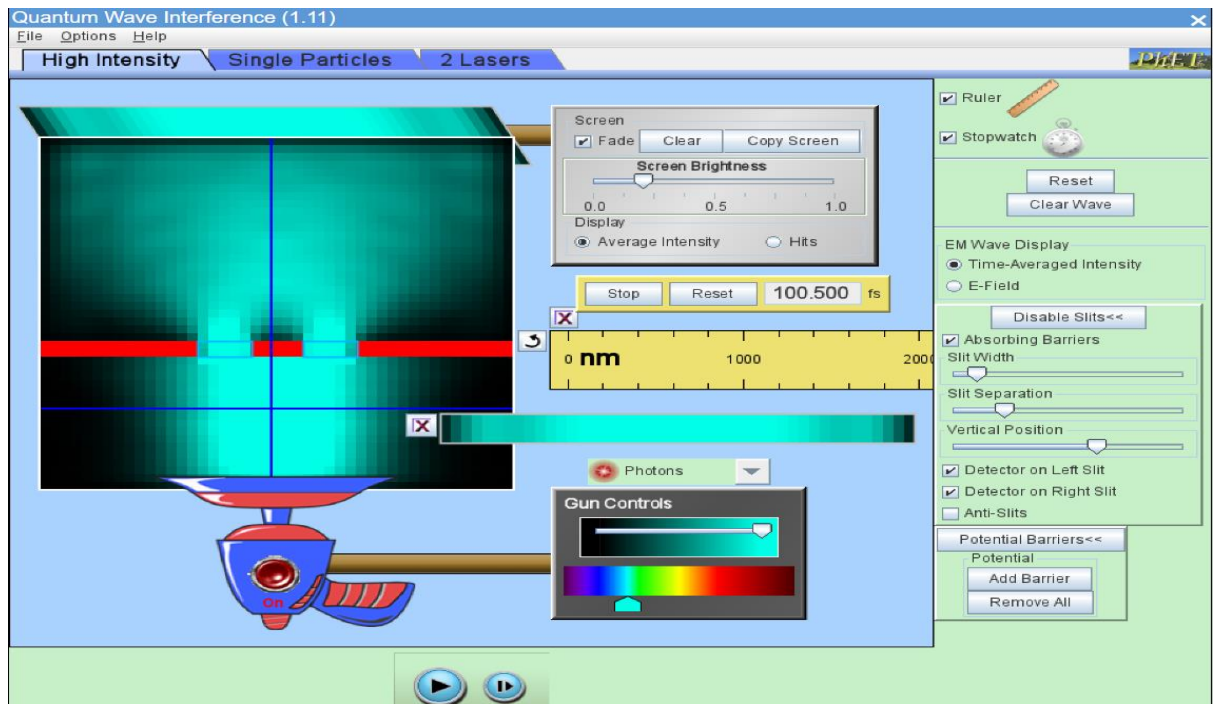 Quantum Wave Interference (1.11)
File Options Help
High Intensity Single Particles 2 Lasers
PhET
Ruler
Stopwatch
Reset
Clear Wave
EM Wave Display
Time-Averaged Intensity
E-Field
Disable Slits<<
Absorbing Barriers
Slit Width
Slit Separation
Vertical Position
Detector on Left Slit
Detector on Right Slit
Anti-Slits
Potential Barriers<<
Potential
Add Barrier
Remove All
Screen
Fade Clear Copy Screen
Screen Brightness
0.0 0.5 1.0
Display
Average Intensity Hits
Stop Reset 100.500 fs
0 nm 1000 200
Photons
Gun Controls
On